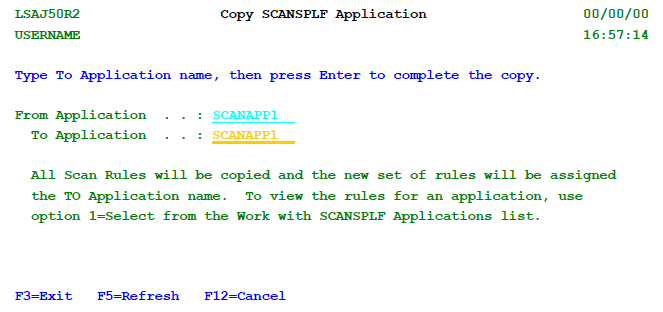 LSAJ50R2 Copy SCANSPLF Application 00/00/00
USERNAME 16:57:14
Type To Application name, then press Enter to complete the copy.
From Application . . : SCANAPP1
To Application . . : SCANAPP1
All Scan Rules will be copied and the new set of rules will be assigned
the TO Application name. To view the rules for an application, use
option 1=Select from the Work with SCANSPLF Applications list.
F3=Exit F5=Refresh F12=Cancel